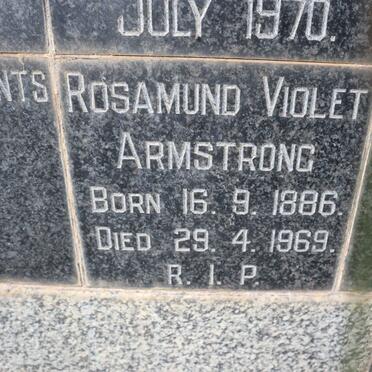 JULY 1970.
NTS
ROSAMUND VIOLET
ARMSTRONG
BORN 16. 9. 1886.
DIED 29. 4. 1969.
R. I. P.